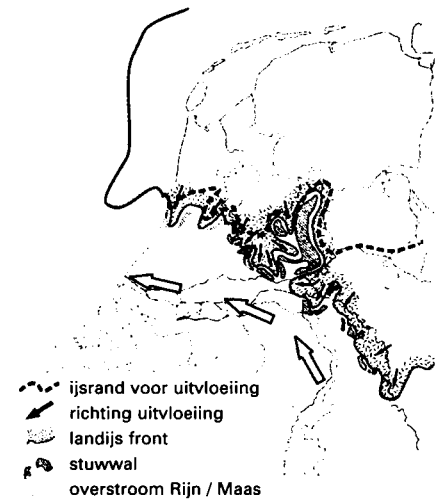 ijsrand voor uitvloeiing
richting uitvloeiing
landijs front
stuwwal
overstroom Rijn / Maas